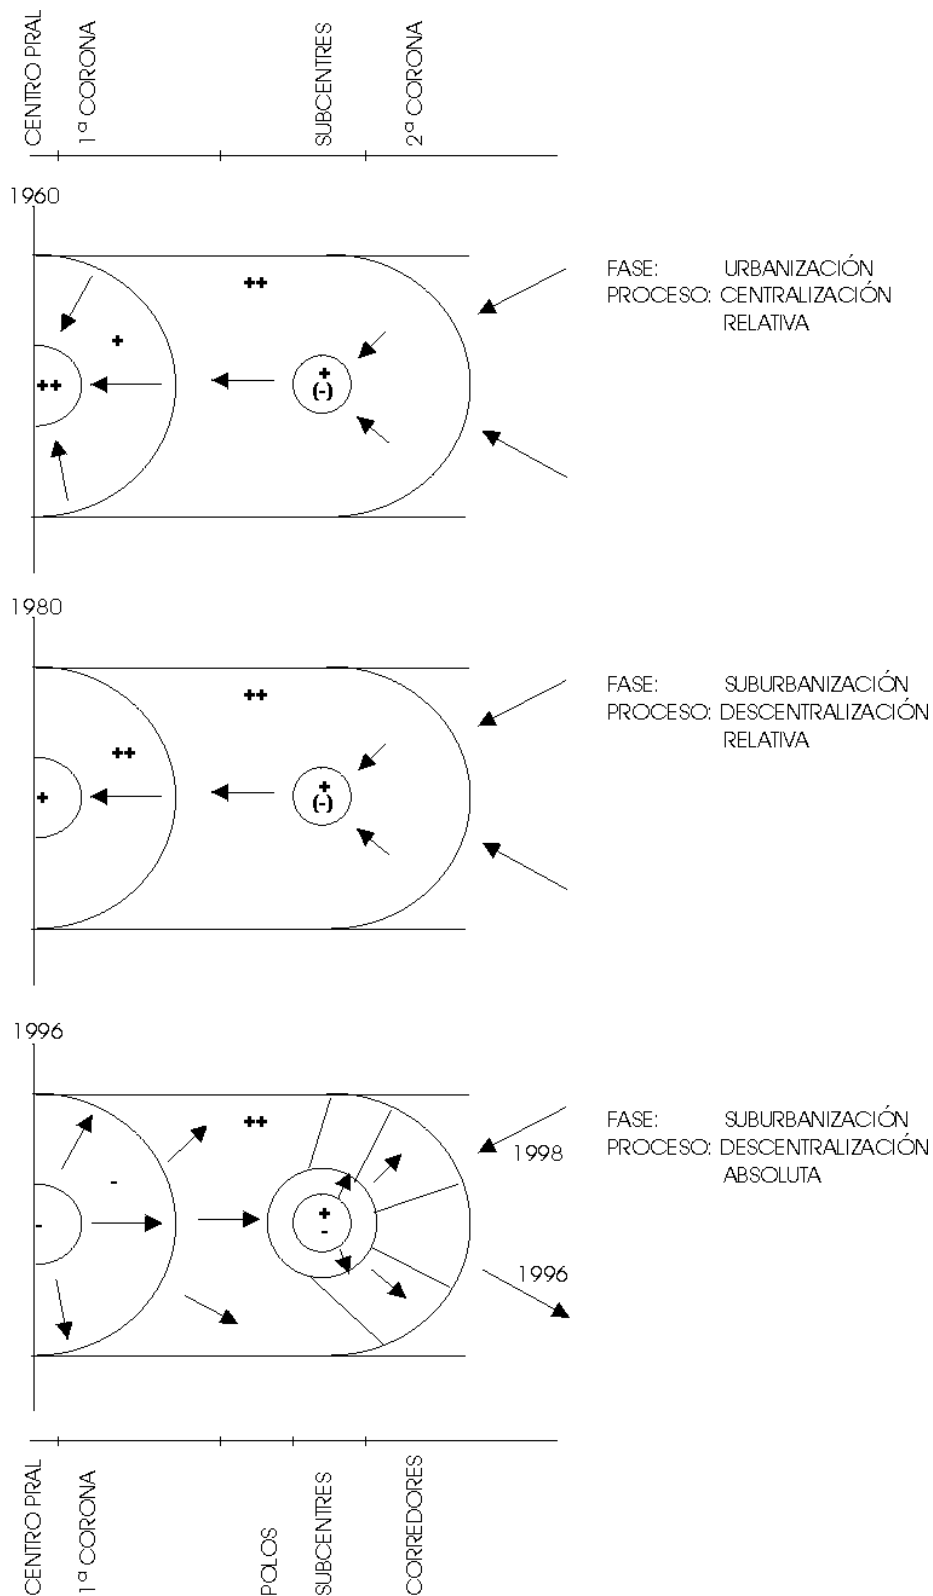 CENTRO PRAL
1ª CORONA
SUBCENTRES
2ª CORONA
1960
++
+
++
+
(-)
FASE: URBANIZACIÓN
PROCESO: CENTRALIZACIÓN
RELATIVA
1980
++
++
+
+
(-)
FASE: SUBURBANIZACIÓN
PROCESO: DESCENTRALIZACIÓN
RELATIVA
1996
++
-
-
+
-
1998
1996
FASE: SUBURBANIZACIÓN
PROCESO: DESCENTRALIZACIÓN
ABSOLUTA
CENTRO PRAL
1ª CORONA
POLOS
SUBCENTRES
CORREDORES